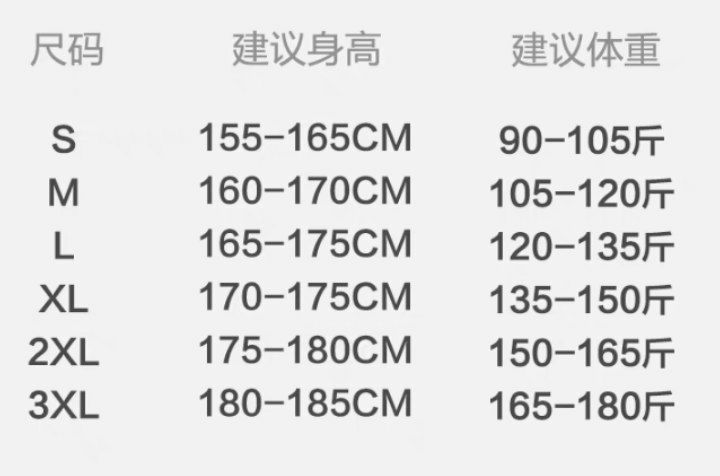 尺码 建议身高 建议体重
S 155-165CM 90-105斤
M 160-170CM 105-120斤
L 165-175CM 120-135斤
XL 170-175CM 135-150斤
2XL 175-180CM 150-165斤
3XL 180-185CM 165-180斤